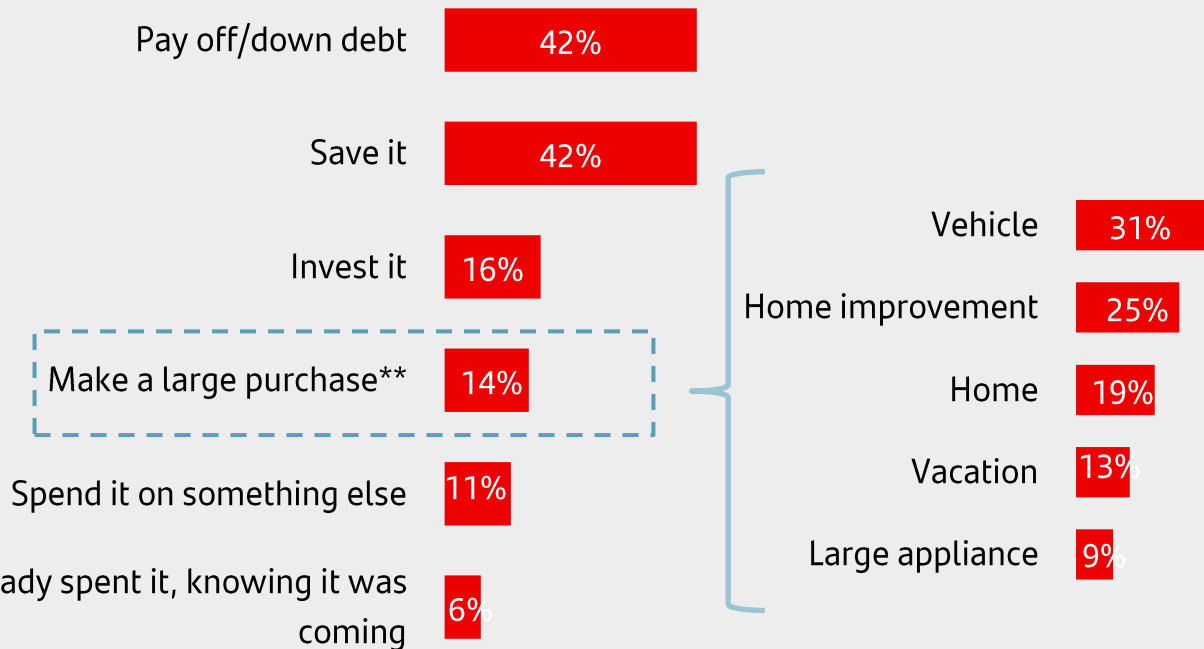 Pay off/down debt 42%
Save it 42%
Invest it 16%
Make a large purchase** 14%
Spend it on something else 11%
spent it, knowing it was
coming 6%
Vehicle 31%
Home improvement 25%
Home 19%
Vacation 13%
Large appliance 9%